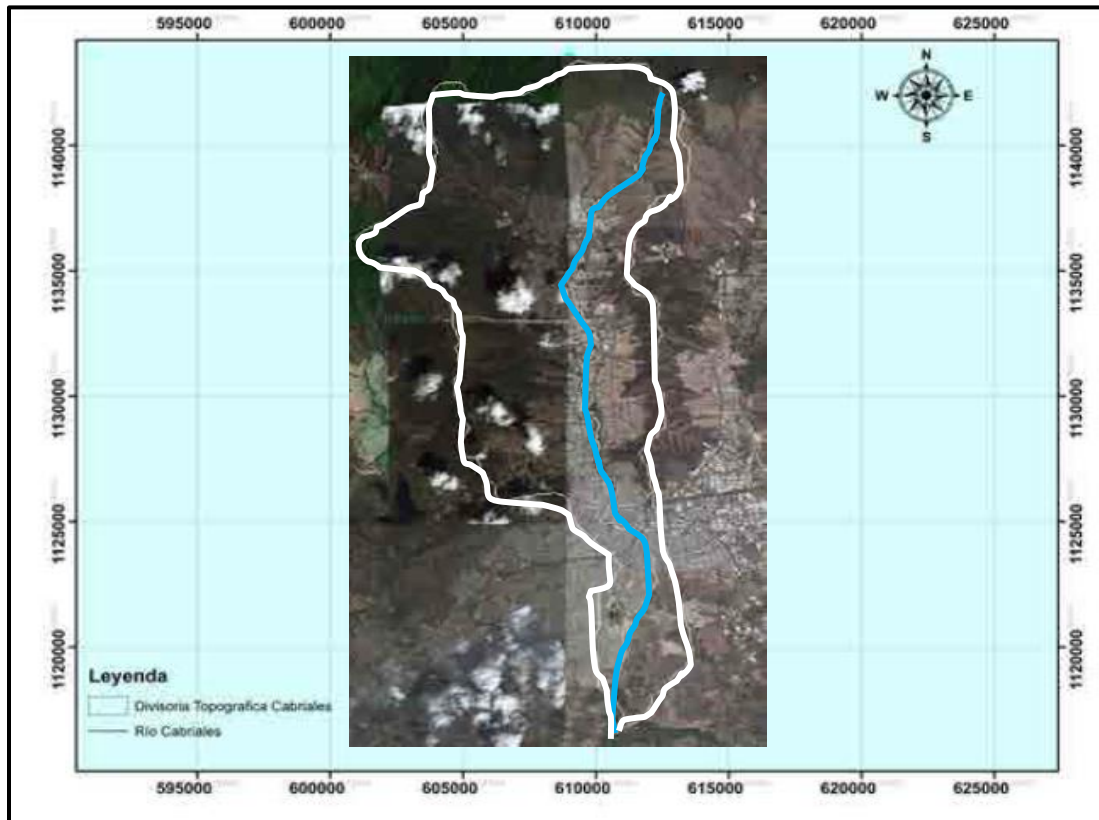 595000 600000 605000 610000 615000 620000 625000
N
W E
S
1140000 1140000
1135000 1135000
1130000 1130000
1125000 1125000
1120000 1120000
Leyenda
Divisoria Topografica Cabriales
Río Cabriales
595000 600000 605000 610000 615000 620000 625000